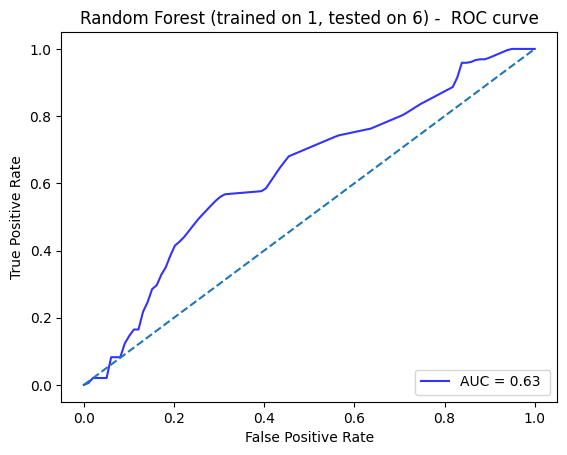 Random Forest (trained on 1, tested on 6) -  ROC curve
1.0
0.8
0.6
0.4
0.2
0.0
True Positive Rate
AUC = 0.63
0.0 0.2 0.4 0.6 0.8 1.0
False Positive Rate